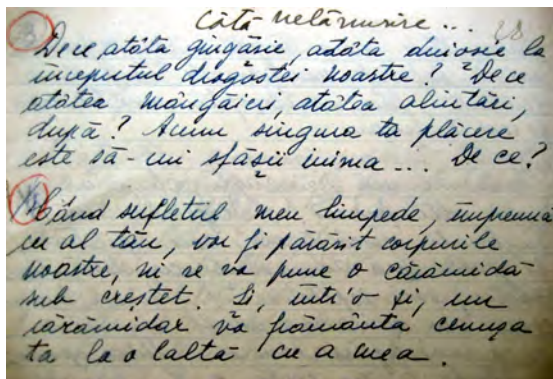 Câtă nelămurire...
De ce, atâta gingășie, atâta duioșie la
începutul dragostei noastre? De ce
atâtea mângâieri, atâtea alintări,
după? Acum singura ta plăcere
este să-mi sfâșii inima... De ce?
Când sufletul meu limpede, împreună
cu al tău, vor fi părăsit corpurile
noastre, ni se va pune o cărămidă
sub creștet. Și, într'o zi, un
cărămidar va frământa cenușa
ta la o laltă cu a mea.